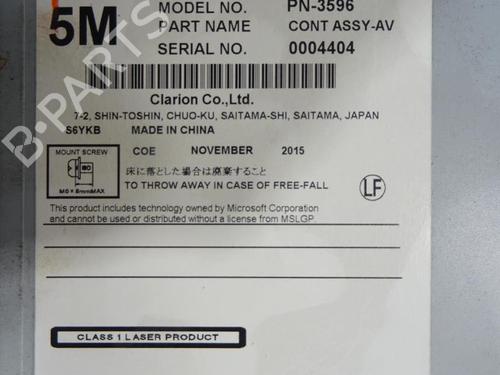 5M
MODEL NO. PN-3596
PART NAME CONT ASSY-AV
SERIAL NO. 0004404
Clarion Co.,Ltd.
7-2, SHIN-TOSHIN, CHUO-KU, SAITAMA-SHI, SAITAMA, JAPAN
S6YKB MADE IN CHINA
MOUNT SCREW
COE NOVEMBER 2015
床に落とした場合は廃棄すること
TO THROW AWAY IN CASE OF FREE-FALL
LF
This product includes technology owned by Microsoft Corporation
and cannot be used or distributed without a license from MSLGP.
CLASS 1 LASER PRODUCT
B-PARTS